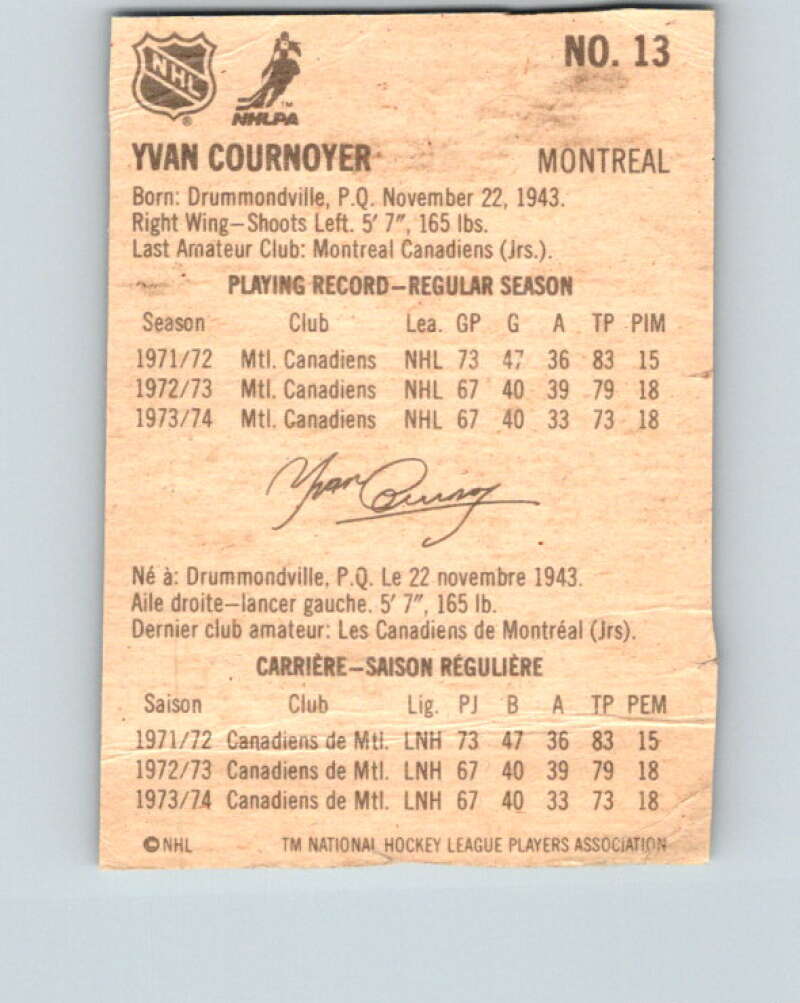 NHL
®
TM
NHLPA
NO. 13
YVAN COURNOYER MONTREAL
Born: Drummondville, P.Q. November 22, 1943.
Right Wing—Shoots Left. 5' 7", 165 lbs.
Last Amateur Club: Montreal Canadiens (Jrs.).
PLAYING RECORD—REGULAR SEASON
Season Club Lea. GP G A TP PIM
1971/72 Mtl. Canadiens NHL 73 47 36 83 15
1972/73 Mtl. Canadiens NHL 67 40 39 79 18
1973/74 Mtl. Canadiens NHL 67 40 33 73 18
Yvan Cournoyer
Né à: Drummondville, P.Q. Le 22 novembre 1943.
Aile droite—lancer gauche. 5' 7", 165 lb.
Dernier club amateur: Les Canadiens de Montréal (Jrs).
CARRIÈRE—SAISON RÉGULIÈRE
Saison Club Lig. PJ B A TP PEM
1971/72 Canadiens de Mtl. LNH 73 47 36 83 15
1972/73 Canadiens de Mtl. LNH 67 40 39 79 18
1973/74 Canadiens de Mtl. LNH 67 40 33 73 18
© NHL TM NATIONAL HOCKEY LEAGUE PLAYERS ASSOCIATION